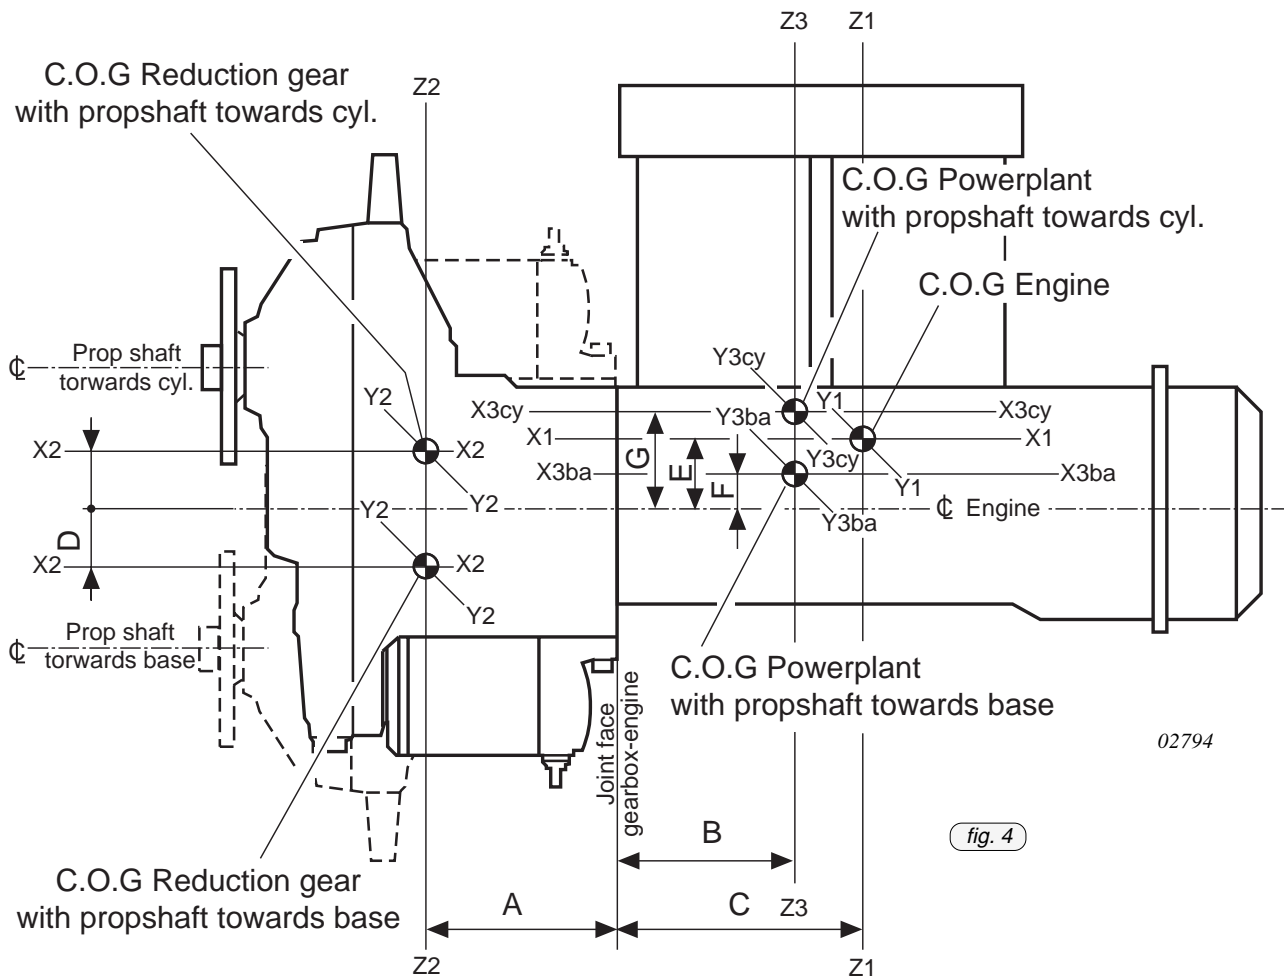 Z3 Z1
C.O.G Reduction gear
with propshaft towards cyl.
Z2
C.O.G Powerplant
with propshaft towards cyl.
C.O.G Engine
℄ Prop shaft
torwards cyl.
Y3cy
Y2
X3cy
Y3ba
Y1
X3cy
X2
X2
X1
G
E
Y3cy
X1
X3ba
F
Y1
X3ba
Y2
Y2
℄ Engine
Y3ba
D
X2
X2
Y2
℄ Prop shaft
torwards base
C.O.G Powerplant
with propshaft towards base
Joint face
gearbox-engine
02794
fig. 4
B
C.O.G Reduction gear
with propshaft towards base
A
C
Z3
Z2
Z1